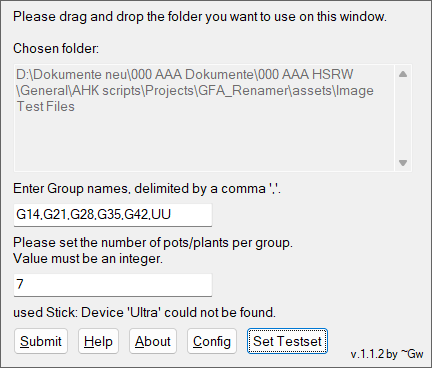 Please drag and drop the folder you want to use on this window.
Chosen folder:
D:\Dokumente neu\000 AAA Dokumente\000 AAA HSRW
\General\AHK scripts\Projects\GFA_Renamer\assets\Image
Test Files
Enter Group names, delimited by a comma ','.
G14,G21,G28,G35,G42,UU
Please set the number of pots/plants per group.
Value must be an integer.
7
used Stick: Device 'Ultra' could not be found.
Submit Help About Config Set Testset
v.1.1.2 by ~Gw